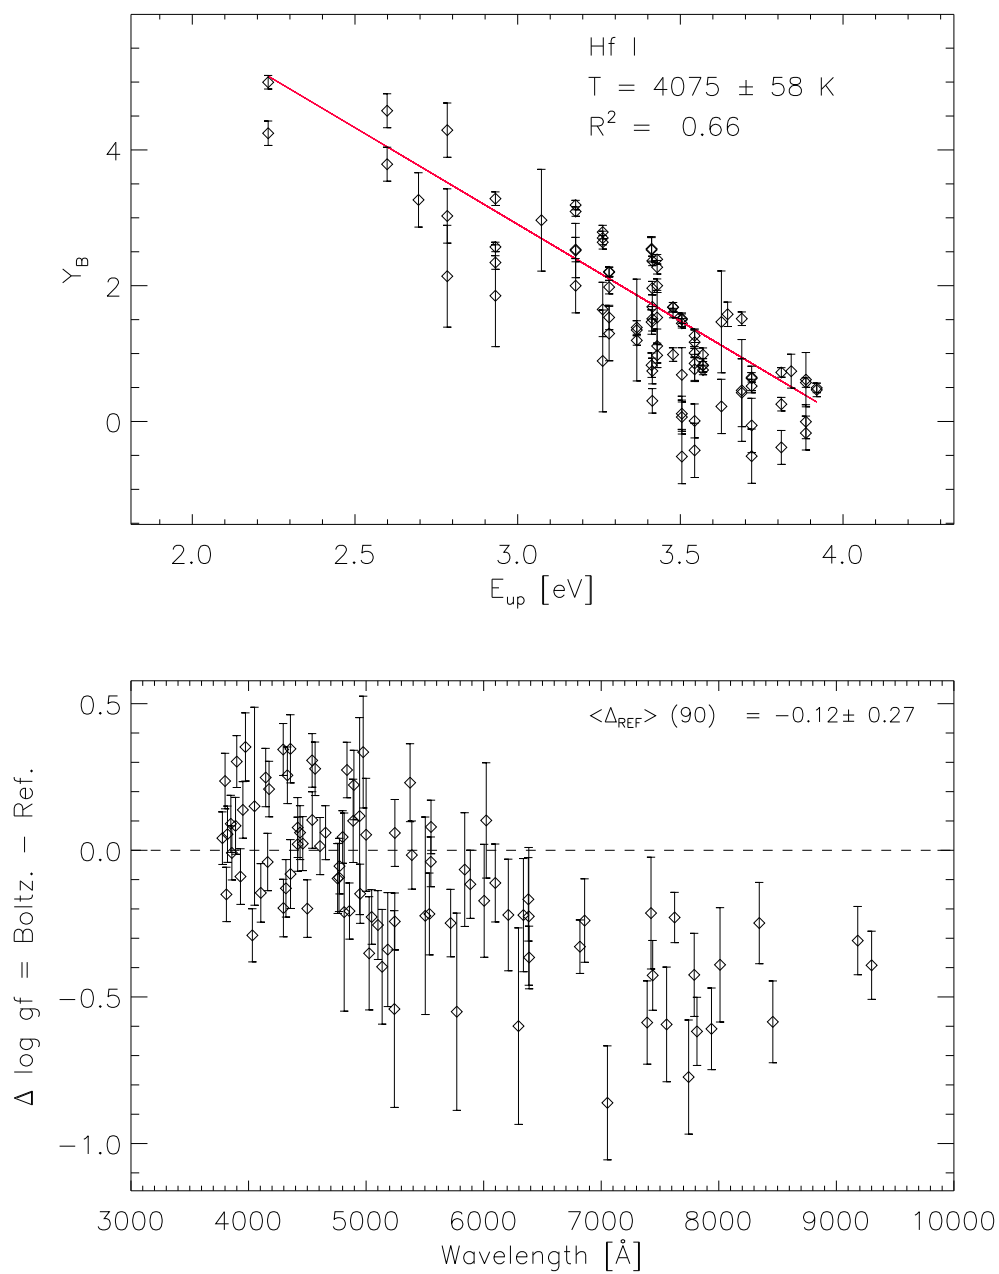 Hf I
T = 4075 ± 58 K
R² = 0.66
Y_B
4
2
0
2.0 2.5 3.0 3.5 4.0
E_up [eV]
<Δ_REF> (90) = −0.12± 0.27
Δ log gf = Boltz. − Ref.
0.5
0.0
−0.5
−1.0
3000 4000 5000 6000 7000 8000 9000 10000
Wavelength [Å]